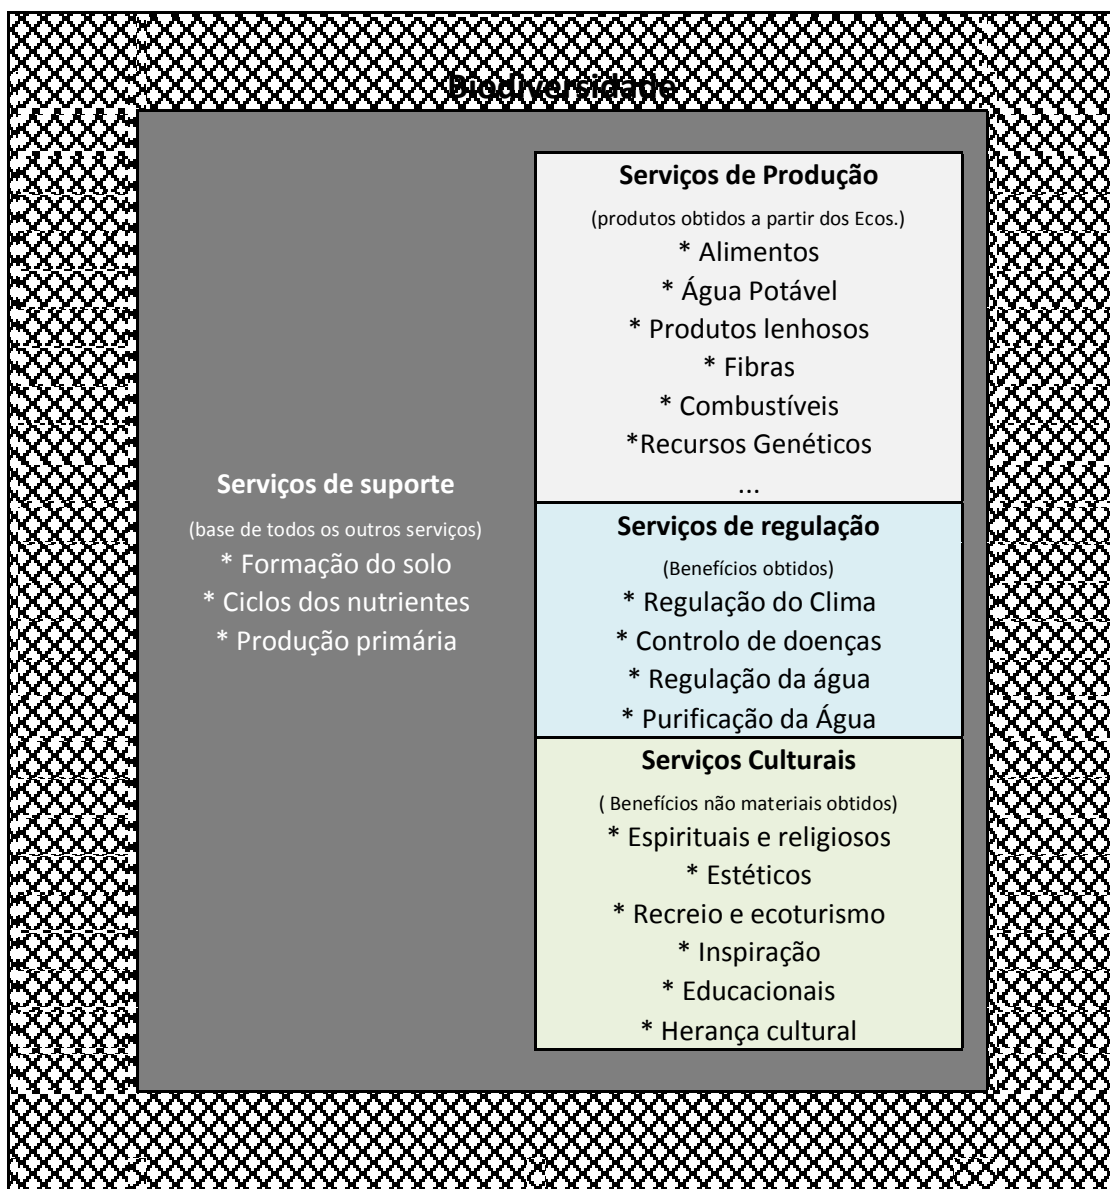 Biodiversidade
Serviços de suporte
(base de todos os outros serviços)
* Formação do solo
* Ciclos dos nutrientes
* Produção primária
Serviços de Produção
(produtos obtidos a partir dos Ecos.)
* Alimentos
* Água Potável
* Produtos lenhosos
* Fibras
* Combustíveis
*Recursos Genéticos
...
Serviços de regulação
(Benefícios obtidos)
* Regulação do Clima
* Controlo de doenças
* Regulação da água
* Purificação da Água
Serviços Culturais
( Benefícios não materiais obtidos)
* Espirituais e religiosos
* Estéticos
* Recreio e ecoturismo
* Inspiração
* Educacionais
* Herança cultural